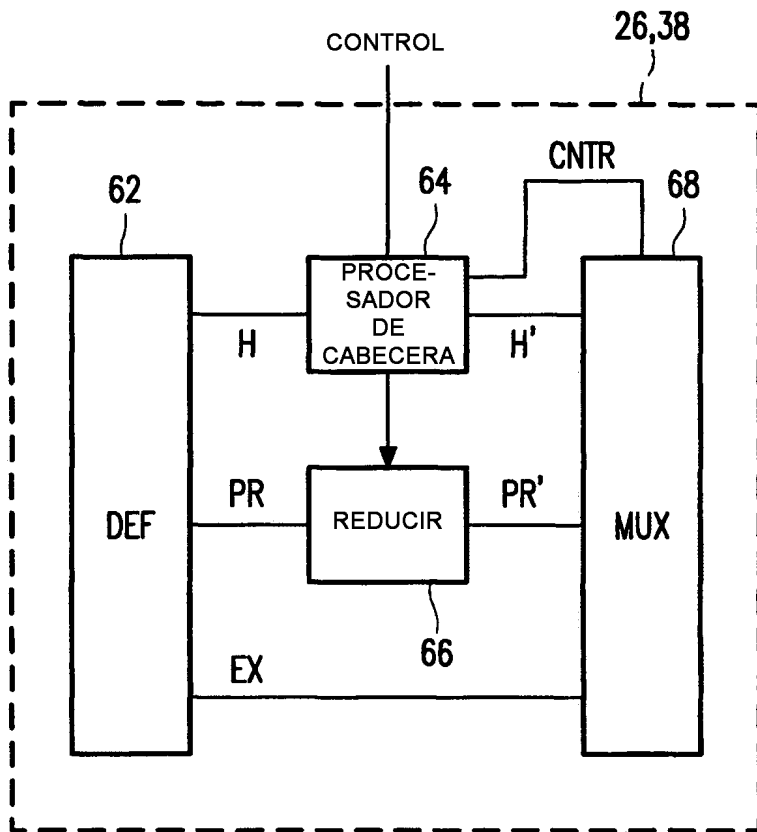 CONTROL
26,38
CNTR
62
64
68
PROCE-
SADOR
DE
CABECERA
H
H'
PR
PR'
DEF
REDUCIR
MUX
66
EX